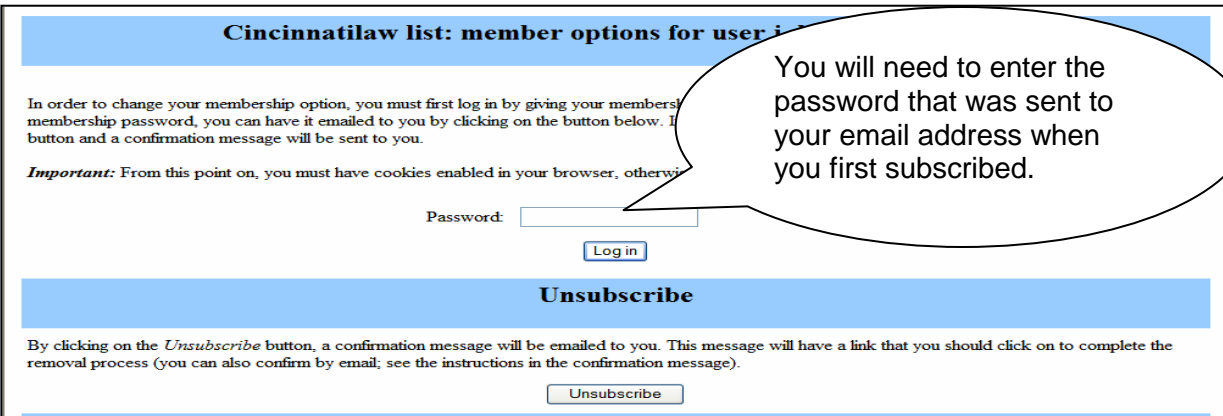 Cincinnatilaw list: member options for user
You will need to enter the
password that was sent to
your email address when
you first subscribed.
In order to change your membership option, you must first log in by giving your
membership password, you can have it emailed to you by clicking on the button below.
button and a confirmation message will be sent to you.
Important: From this point on, you must have cookies enabled in your browser,
Password:
Log in
Unsubscribe
By clicking on the Unsubscribe button, a confirmation message will be emailed to you. This message will have a link that you should click on to complete the
removal process (you can also confirm by email; see the instructions in the confirmation message).
Unsubscribe